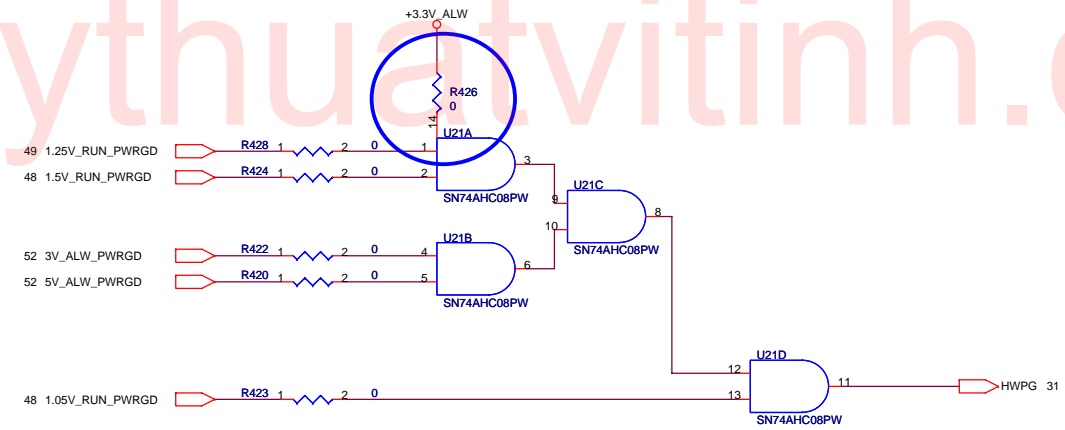 +3.3V_ALW
ythuatvitinh.
R426
0
14
U21A
49 1.25V_RUN_PWRGD R428 1 2 0 1
3
48 1.5V_RUN_PWRGD R424 1 2 0 2
SN74AHC08PW
U21C
9
8
10
SN74AHC08PW
U21B
52 3V_ALW_PWRGD R422 1 2 0 4
6
52 5V_ALW_PWRGD R420 1 2 0 5
SN74AHC08PW
U21D
12
11 HWPG 31
48 1.05V_RUN_PWRGD R423 1 2 0 13
SN74AHC08PW